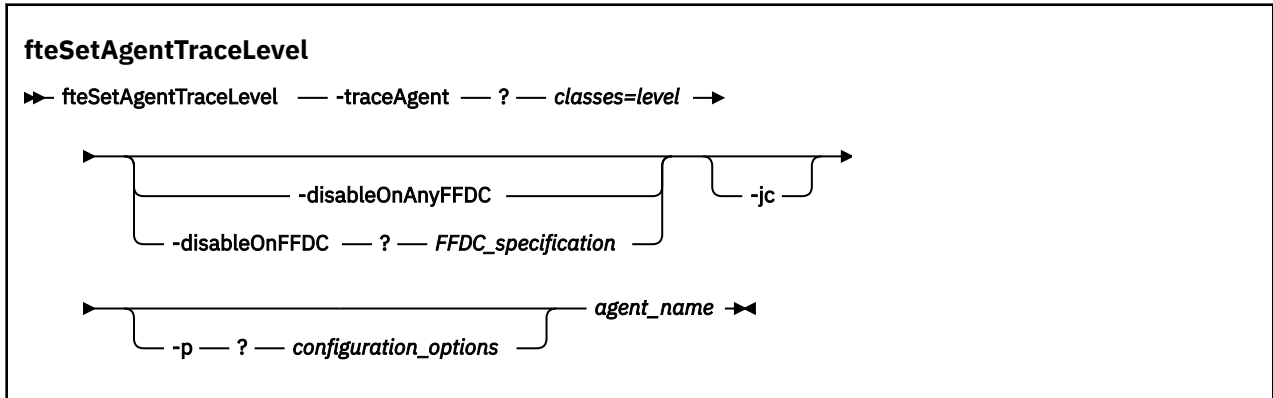 fteSetAgentTraceLevel
fteSetAgentTraceLevel -traceAgent ? classes=level
-disableOnAnyFFDC
-jc
-disableOnFFDC ? FFDC_specification
agent_name
-p ? configuration_options